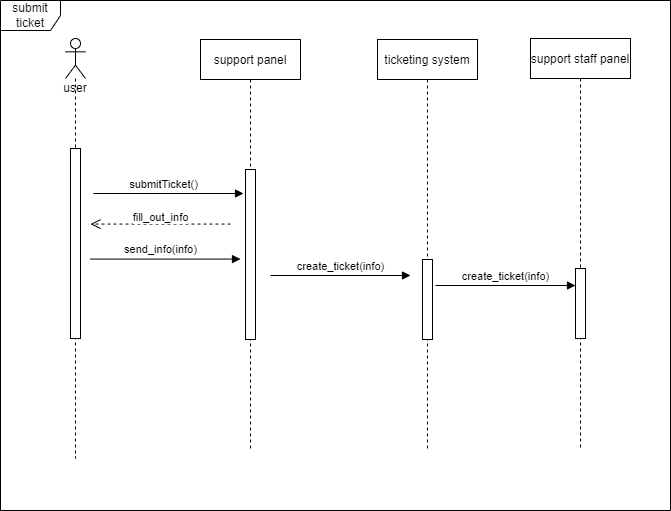 submit
ticket
user
support panel
ticketing system
support staff panel
submitTicket()
fill_out_info
send_info(info)
create_ticket(info)
create_ticket(info)